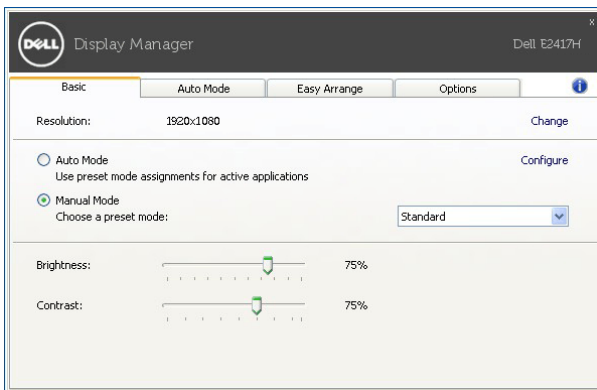 DELL Display Manager Dell E2417H
x
Basic Auto Mode Easy Arrange Options i
Resolution: 1920x1080 Change
Auto Mode Configure
Use preset mode assignments for active applications
Manual Mode
Choose a preset mode: Standard
Brightness: 75%
Contrast: 75%